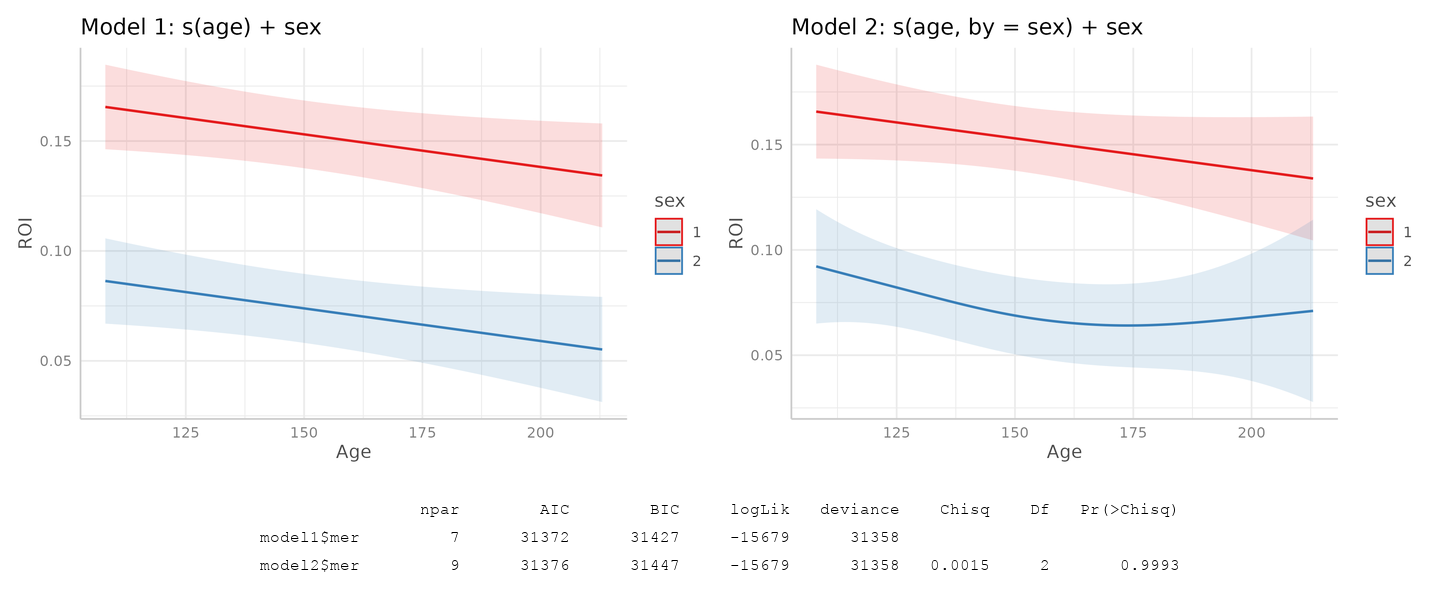 Model 1: s(age) + sex
0.15
0.10
0.05
ROI
125 150 175 200
Age
sex
1
2
Model 2: s(age, by = sex) + sex
0.15
0.10
0.05
ROI
125 150 175 200
Age
sex
1
2
npar AIC BIC logLik deviance Chisq Df Pr(>Chisq)
model1$mer 7 31372 31427 -15679 31358
model2$mer 9 31376 31447 -15679 31358 0.0015 2 0.9993